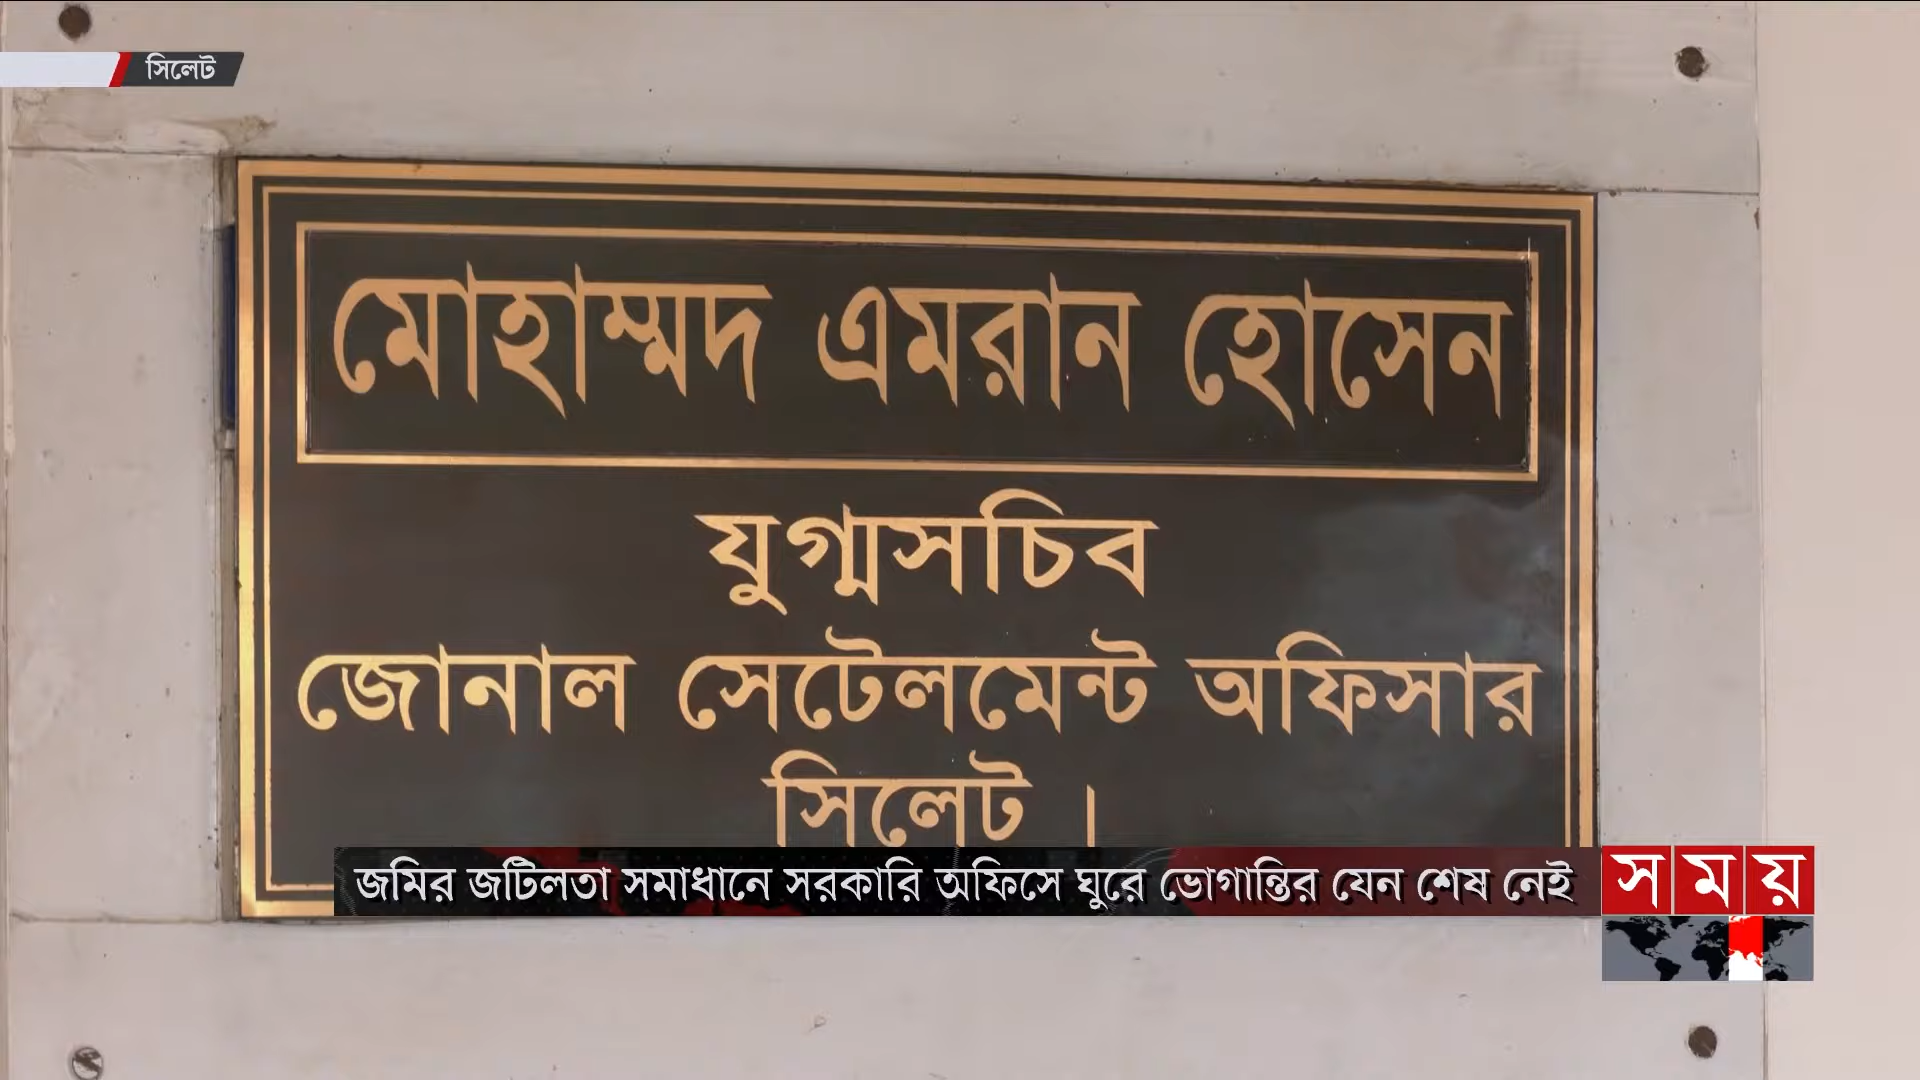 সিলেট
মোহাম্মদ এমরান হোসেন
যুগ্মসচিব
জোনাল সেটেলমেন্ট অফিসার
সিলেট ।
জমির জটিলতা সমাধানে সরকারি অফিসে ঘুরে ভোগান্তির যেন শেষ নেই
সময়